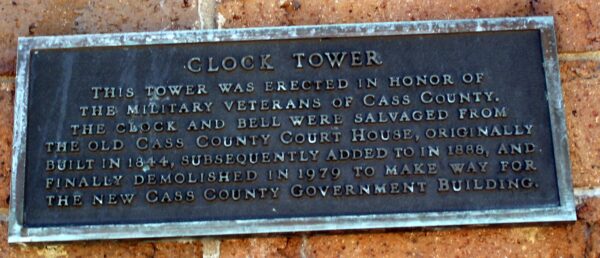 CLOCK TOWER
THIS TOWER WAS ERECTED IN HONOR OF
THE MILITARY VETERANS OF CASS COUNTY.
THE CLOCK AND BELL WERE SALVAGED FROM
THE OLD CASS COUNTY COURT HOUSE, ORIGINALLY
BUILT IN 1844, SUBSEQUENTLY ADDED TO IN 1888, AND
FINALLY DEMOLISHED IN 1979 TO MAKE WAY FOR
THE NEW CASS COUNTY GOVERNMENT BUILDING.